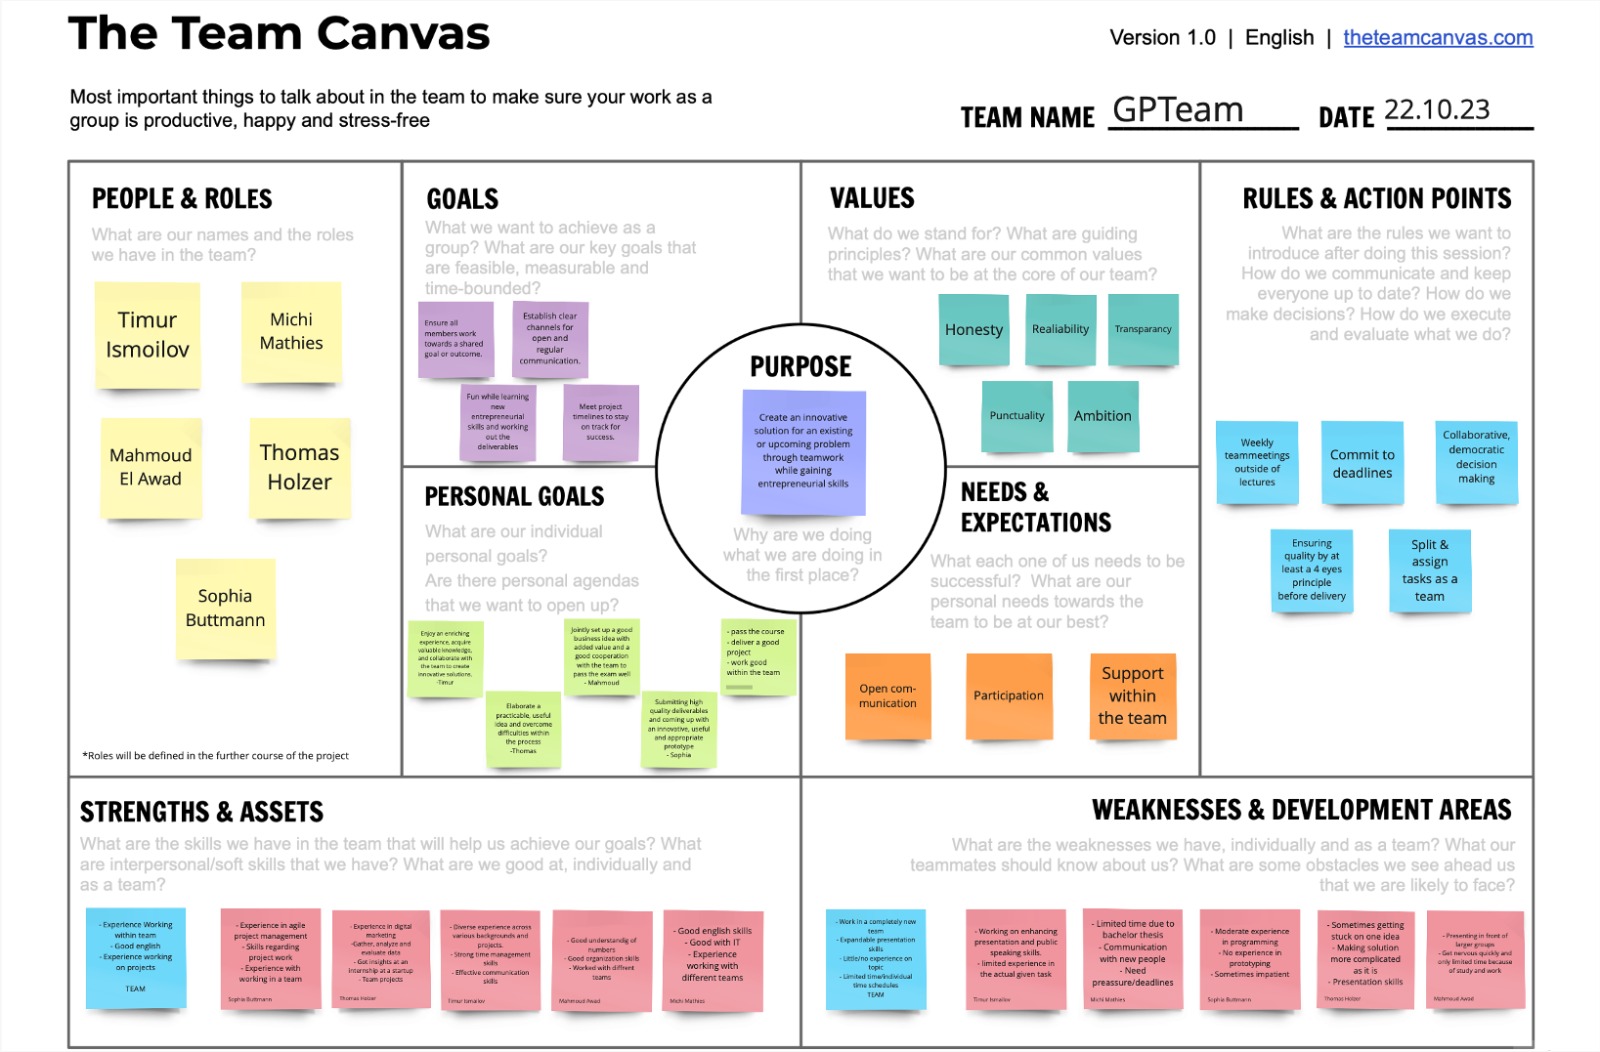 The Team Canvas
Version 1.0 | English | theteamcanvas.com
Most important things to talk about in the team to make sure your work as a
group is productive, happy and stress-free
TEAM NAME GPTeam DATE 22.10.23
PEOPLE & ROLES
What are our names and the roles
we have in the team?
Timur
Ismoilov
Michi
Mathies
Mahmoud
El Awad
Thomas
Holzer
Sophia
Buttmann
*Roles will be defined in the further course of the project
GOALS
What we want to achieve as a
group? What are our key goals that
are feasible, measurable and
time-bounded?
Ensure all
members work
towards a shared
goal or outcome.
Establish clear
channels for
open and
regular
communication.
Fun while learning
new
entrepreneurial
skills and working
out the
deliverables
Meet project
timelines to stay
on track for
success.
PERSONAL GOALS
What are our individual
personal goals?
Are there personal agendas
that we want to open up?
Enjoy an enriching
experience, acquire
valuable knowledge,
and collaborate with
the team to create
innovative solutions.
-Timur
Elaborate a
practicable, useful
idea and overcome
difficulties within
the process
-Thomas
Jointly set up a good
business idea with
added value and a
good cooperation
with the team to
pass the exam well
- Mahmoud
Submitting high
quality deliverables
and coming up with
an innovative, useful
and appropriate
prototype
- Sophia
- pass the course
- deliver a good
project
- work good
within the team
PURPOSE
Create an innovative
solution for an existing
or upcoming problem
through teamwork
while gaining
entrepreneurial skills
Why are we doing
what we are doing in
the first place?
VALUES
What do we stand for? What are guiding
principles? What are our common values
that we want to be at the core of our team?
Honesty
Realiability
Transparency
Punctuality
Ambition
NEEDS &
EXPECTATIONS
What each one of us needs to be
successful? What are our
personal needs towards the
team to be at our best?
Open com-
munication
Participation
Support
within
the team
RULES & ACTION POINTS
What are the rules we want to
introduce after doing this session?
How do we communicate and keep
everyone up to date? How do we
make decisions? How do we execute
and evaluate what we do?
Weekly
teammeetings
outside of
lectures
Commit to
deadlines
Collaborative,
democratic
decision
making
Ensuring
quality by at
least a 4 eyes
principle
before delivery
Split &
assign
tasks as a
team
STRENGTHS & ASSETS
What are the skills we have in the team that will help us achieve our goals? What
are interpersonal/soft skills that we have? What are we good at, individually and
as a team?
- Experience Working
within team
- Good english
- Experience working
on projects
TEAM
- Experience in agile
project management
- Skills regarding
project work
- Experience with
working in a team
Sophia Buttmann
- Experience in digital
marketing
-Gather, analyze and
evaluate data
- Got insights at an
internship at a startup
- Team projects
Thomas Holzer
- Diverse experience across
various backgrounds and
projects.
- Strong time management
skills
- Effective communication
skills
Timur Ismailov
- Good understandig of
numbers
- Good organization skills
- Worked with diffrent
teams
Mahmoud Awad
- Good english skills
- Good with IT
- Experience
working with
different teams
Michi Mathies
WEAKNESSES & DEVELOPMENT AREAS
What are the weaknesses we have, individually and as a team? What our
teammates should know about us? What are some obstacles we see ahead us
that we are likely to face?
- Work in a completely new
team
- Expandable presentation
skills
- Little/no experience on
topic
- Limited time/individual
time schedules
TEAM
- Working on enhancing
presentation and public
speaking skills.
- limited experience in
the actual given task
Timur Ismailov
- Limited time due to
bachelor thesis
- Communication
with new people
- Need
preassure/deadlines
Michi Mathies
- Moderate experience
in programming
- No experience in
prototyping
- Sometimes impatient
Sophia Buttmann
- Sometimes getting
stuck on one idea
- Making solution
more complicated
as it is
- Presentation skills
Thomas Holzer
- Presenting in front of
larger groups
- Get nervous quickly and
only limited time because
of study and work
Mahmoud Awad